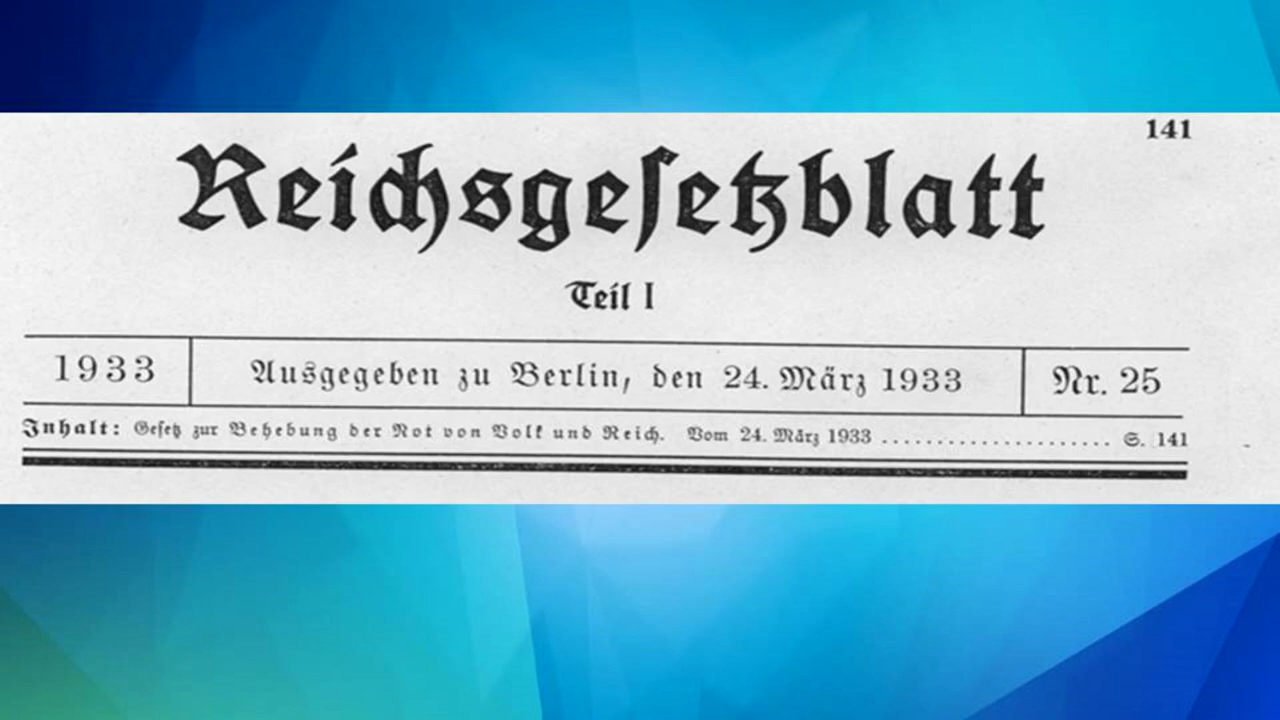 141
Reichsgesetzblatt
Teil I
1933 Ausgegeben zu Berlin, den 24. März 1933 Nr. 25
Inhalt: Gesetz zur Behebung der Not von Volk und Reich. Vom 24. März 1933 .................... S. 141